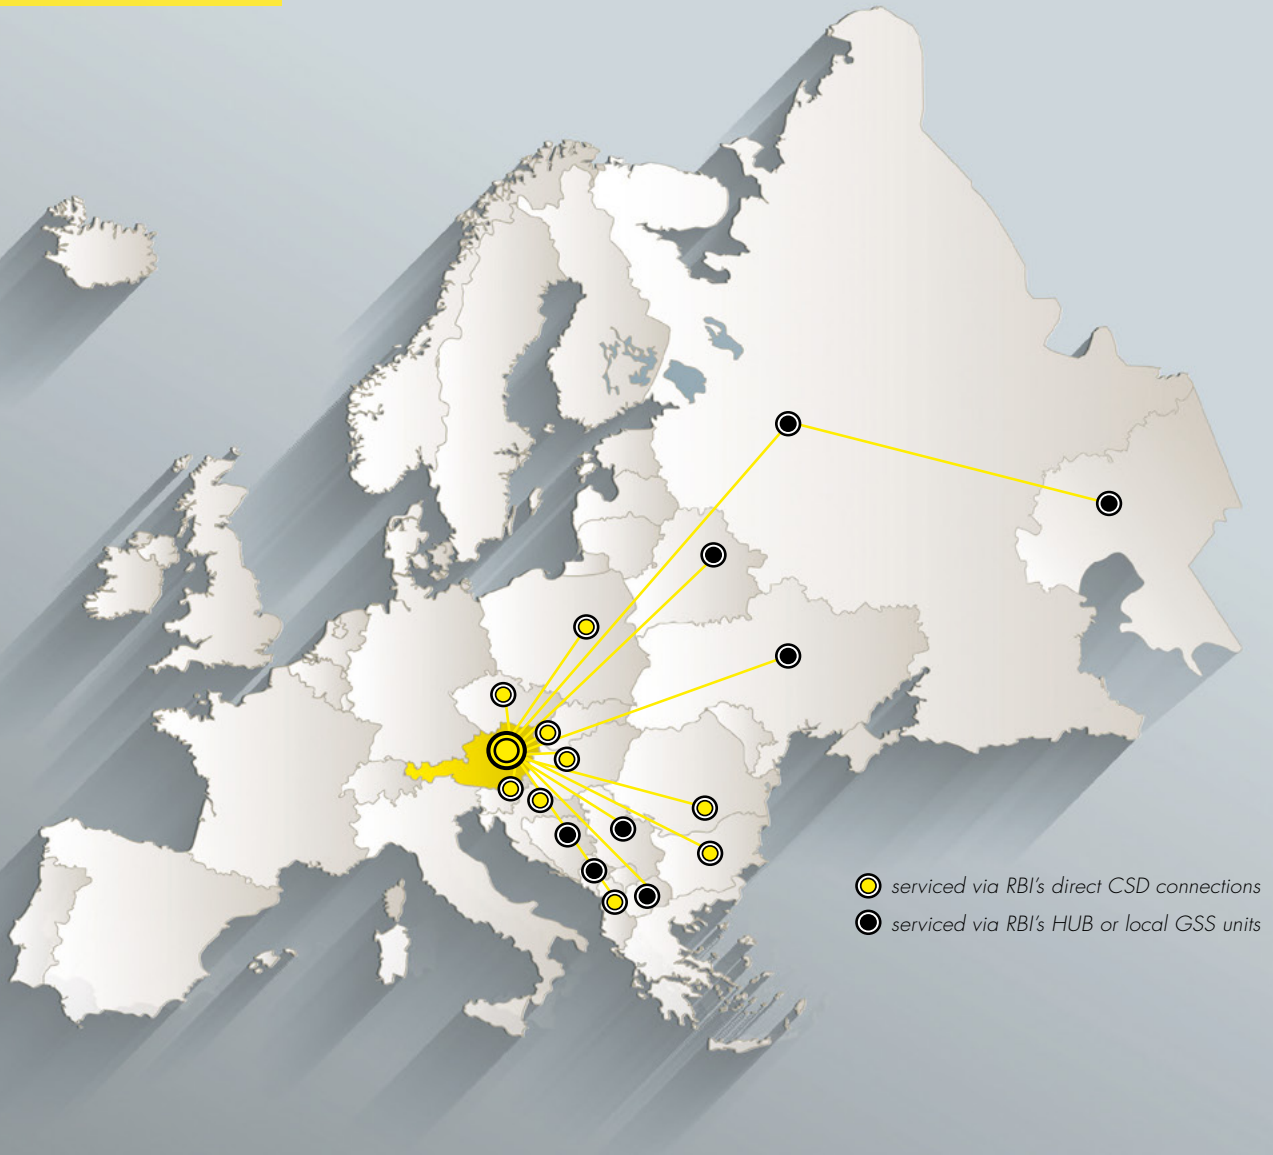 serviced via RBI's direct CSD connections
serviced via RBI's HUB or local GSS units